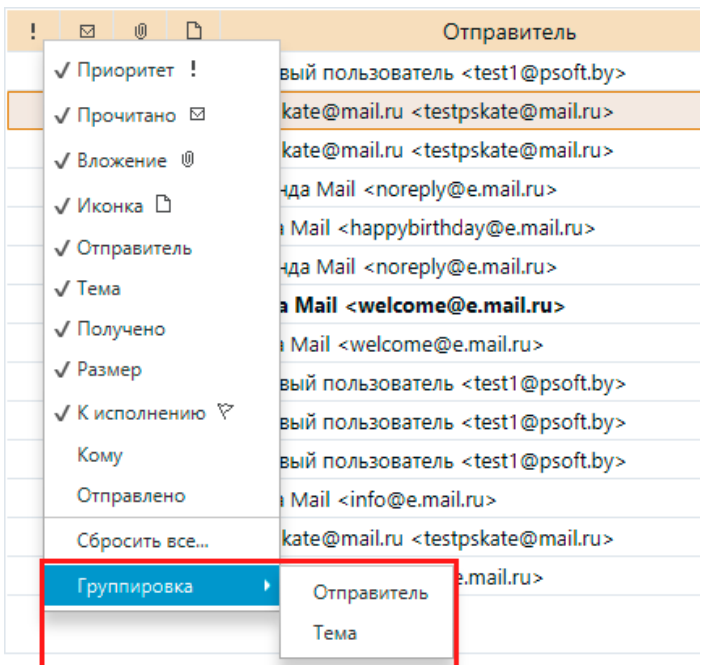 ! Отправитель
✓ Приоритет ! вый пользователь <test1@psoft.by>
✓ Прочитано kate@mail.ru <testpskate@mail.ru>
✓ Вложение kate@mail.ru <testpskate@mail.ru>
✓ Иконка нда Mail <noreply@e.mail.ru>
Mail <happybirthday@e.mail.ru>
✓ Отправитель
нда Mail <noreply@e.mail.ru>
✓ Тема
а Mail <welcome@e.mail.ru>
✓ Получено
Mail <welcome@e.mail.ru>
✓ Размер
вый пользователь <test1@psoft.by>
✓ К исполнению вый пользователь <test1@psoft.by>
Кому вый пользователь <test1@psoft.by>
Отправлено Mail <info@e.mail.ru>
Сбросить все... kate@mail.ru <testpskate@mail.ru>
Группировка .mail.ru>
Отправитель
Тема